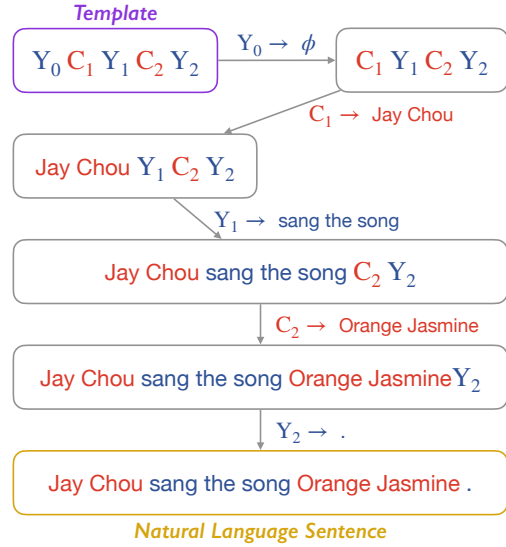 Template
Y₀ C₁ Y₁ C₂ Y₂
Y₀ → ϕ
C₁ Y₁ C₂ Y₂
C₁ → Jay Chou
Jay Chou Y₁ C₂ Y₂
Y₁ → sang the song
Jay Chou sang the song C₂ Y₂
C₂ → Orange Jasmine
Jay Chou sang the song Orange JasmineY₂
Y₂ → .
Jay Chou sang the song Orange Jasmine .
Natural Language Sentence